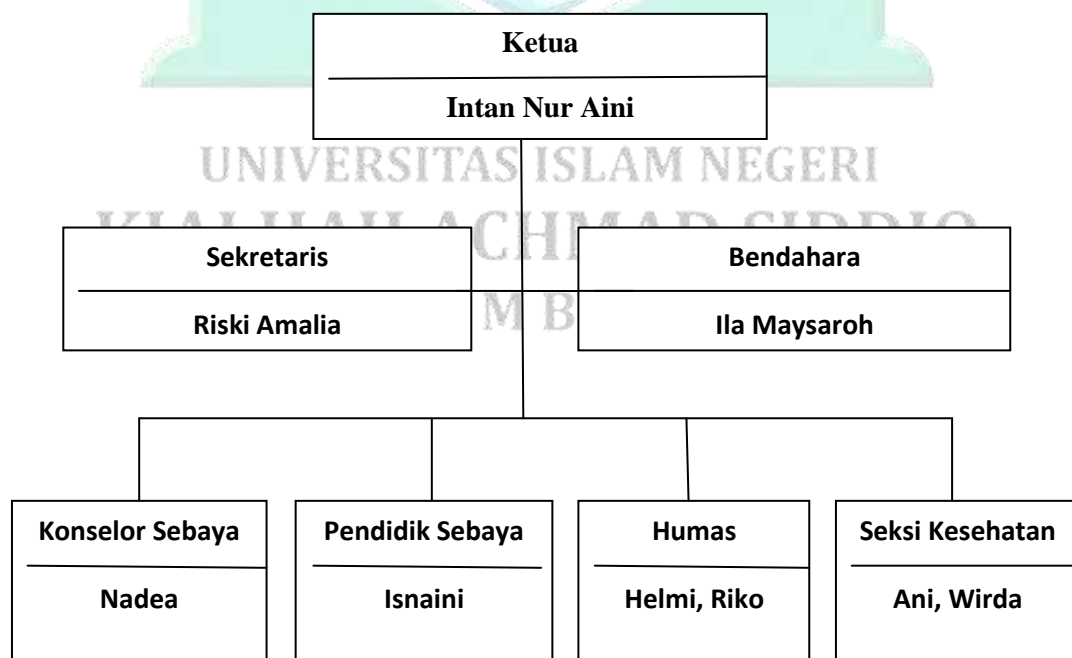 Ketua
Intan Nur Aini
UNIVERSITAS ISLAM NEGERI
Sekretaris
Riski Amalia
Bendahara
Ila Maysaroh
Konselor Sebaya
Nadea
Pendidik Sebaya
Isnaini
Humas
Helmi, Riko
Seksi Kesehatan
Ani, Wirda